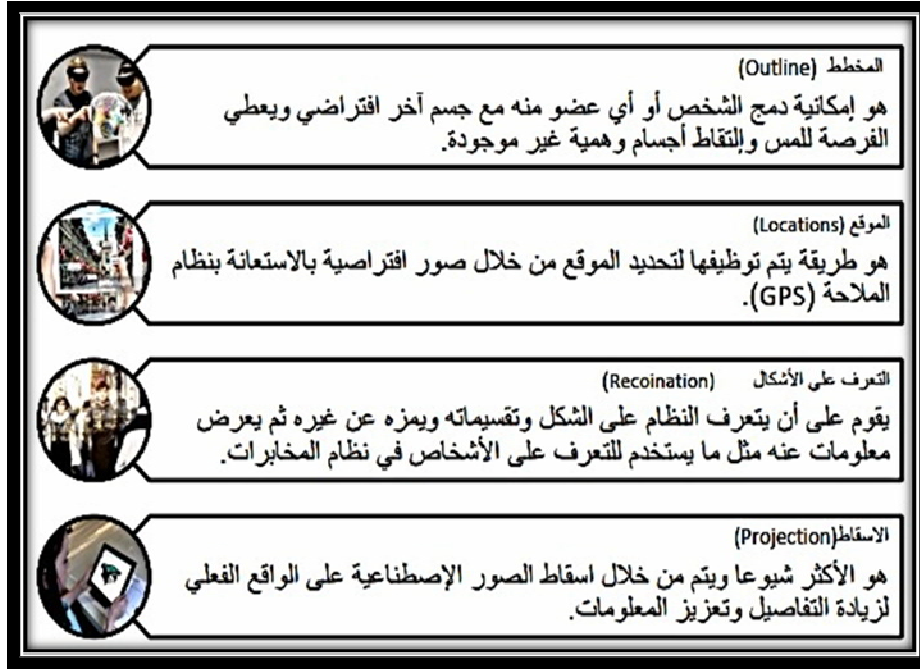 المخطط (Outline)
هو إمكانية دمج الشخص أو أي عضو منه مع جسم آخر افتراضي ويعطي
الفرصة للمس وإلتقاط أجسام وهمية غير موجودة.
الموقع (Locations)
هو طريقة يتم توظيفها لتحديد الموقع من خلال صور افتراصية بالاستعانة بنظام
الملاحة (GPS).
التعرف علي الأشكال (Recoination)
يقوم على أن يتعرف النظام على الشكل وتقسيماته ويمزه عن غيره ثم يعرض
معلومات عنه مثل ما يستخدم للتعرف على الأشخاص في نظام المخابرات.
الاسقاط(Projection)
هو الأكثر شيوعا ويتم من خلال اسقاط الصور الإصطناعية على الواقع الفعلي
لزيادة التفاصيل وتعزيز المعلومات.